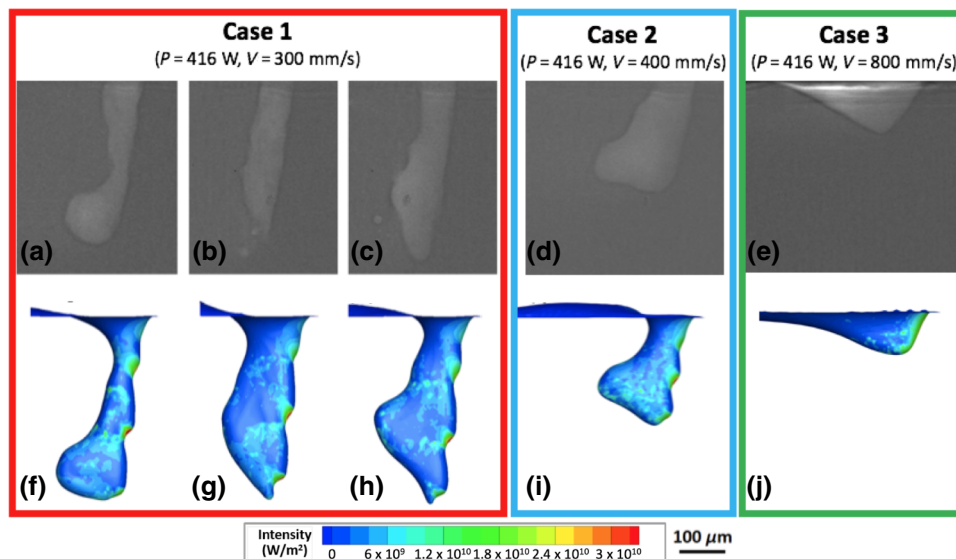 Case 1
(P = 416 W, V = 300 mm/s)
Case 2
(P = 416 W, V = 400 mm/s)
Case 3
(P = 416 W, V = 800 mm/s)
(a)
(b)
(c)
(d)
(e)
(f)
(g)
(h)
(i)
(j)
Intensity
(W/m²)
0 6 x 10⁹ 1.2 x 10¹⁰ 1.8 x 10¹⁰ 2.4 x 10¹⁰ 3 x 10¹⁰
100 μm